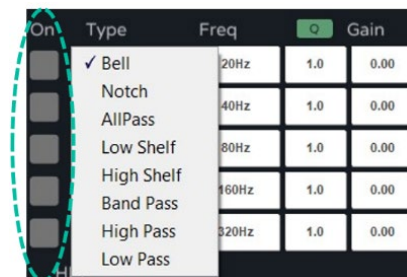 On Type Freq Q Gain
✓ Bell 20Hz 1.0 0.00
Notch
AllPass 40Hz 1.0 0.00
Low Shelf 80Hz 1.0 0.00
High Shelf
Band Pass 160Hz 1.0 0.00
High Pass 320Hz 1.0 0.00
Low Pass